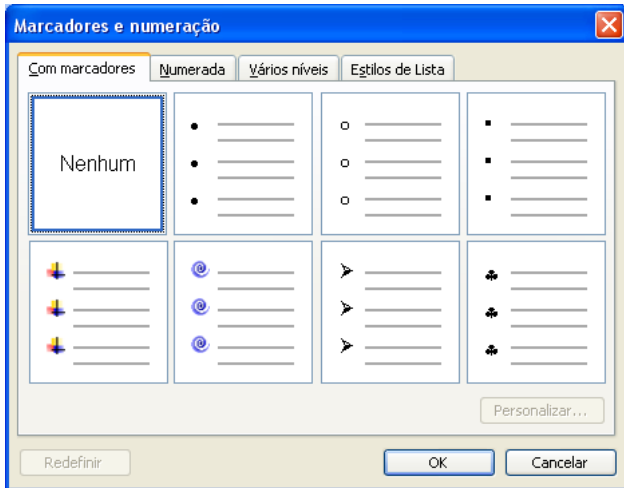 Marcadores e numeração
Com marcadores
Numerada
Vários níveis
Estilos de Lista
Nenhum
Personalizar...
Redefinir
OK
Cancelar